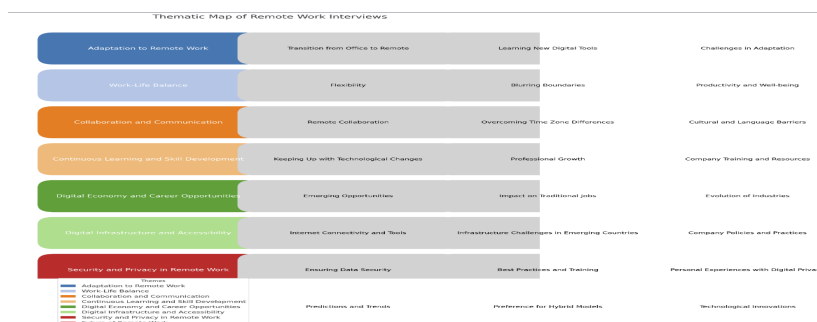 Thematic Map of Remote Work Interviews
Adaptation to Remote Work Transition from Office to Remote Learning New Digital Tools Challenges in Adaptation
Work-Life Balance Flexibility Blurring Boundaries Productivity and Well-being
Collaboration and Communication Remote Collaboration Overcoming Time Zone Differences Cultural and Language Barriers
Continuous Learning and Skill Development Keeping Up with Technological Changes Professional Growth Company Training and Resources
Digital Economy and Career Opportunities Emerging Opportunities Impact on Traditional Jobs Evolution of Industries
Digital Infrastructure and Accessibility Internet Connectivity and Tools Infrastructure Challenges in Emerging Countries Company Policies and Practices
Security and Privacy in Remote Work Ensuring Data Security Best Practices and Training Personal Experiences with Digital Priva
Predictions and Trends Preference for Hybrid Models Technological Innovations
Themes
Adaptation to Remote Work
Work-Life Balance
Collaboration and Communication
Continuous Learning and Skill Development
Digital Economy and Career Opportunities
Digital Infrastructure and Accessibility
Security and Privacy in Remote Work